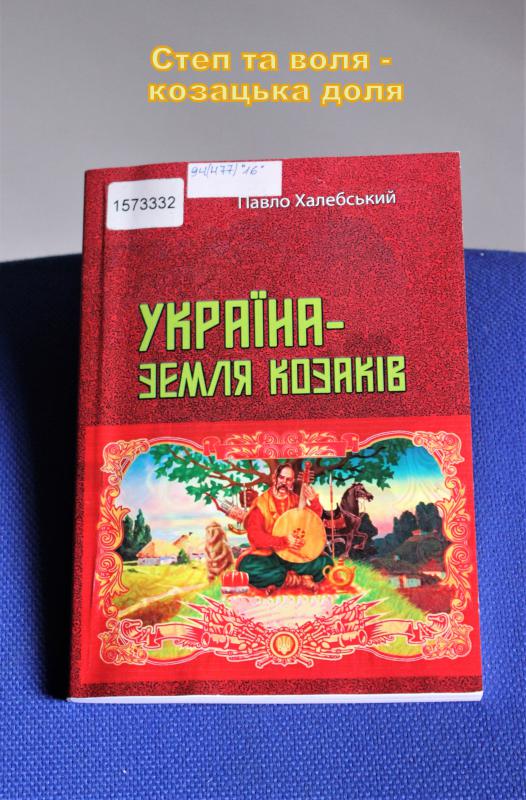 Степ та воля -
козацька доля
94/477/"16"
1573332
Павло Халебський
УКРАЇНА-
ЗЕМЛЯ КОЗАКІВ